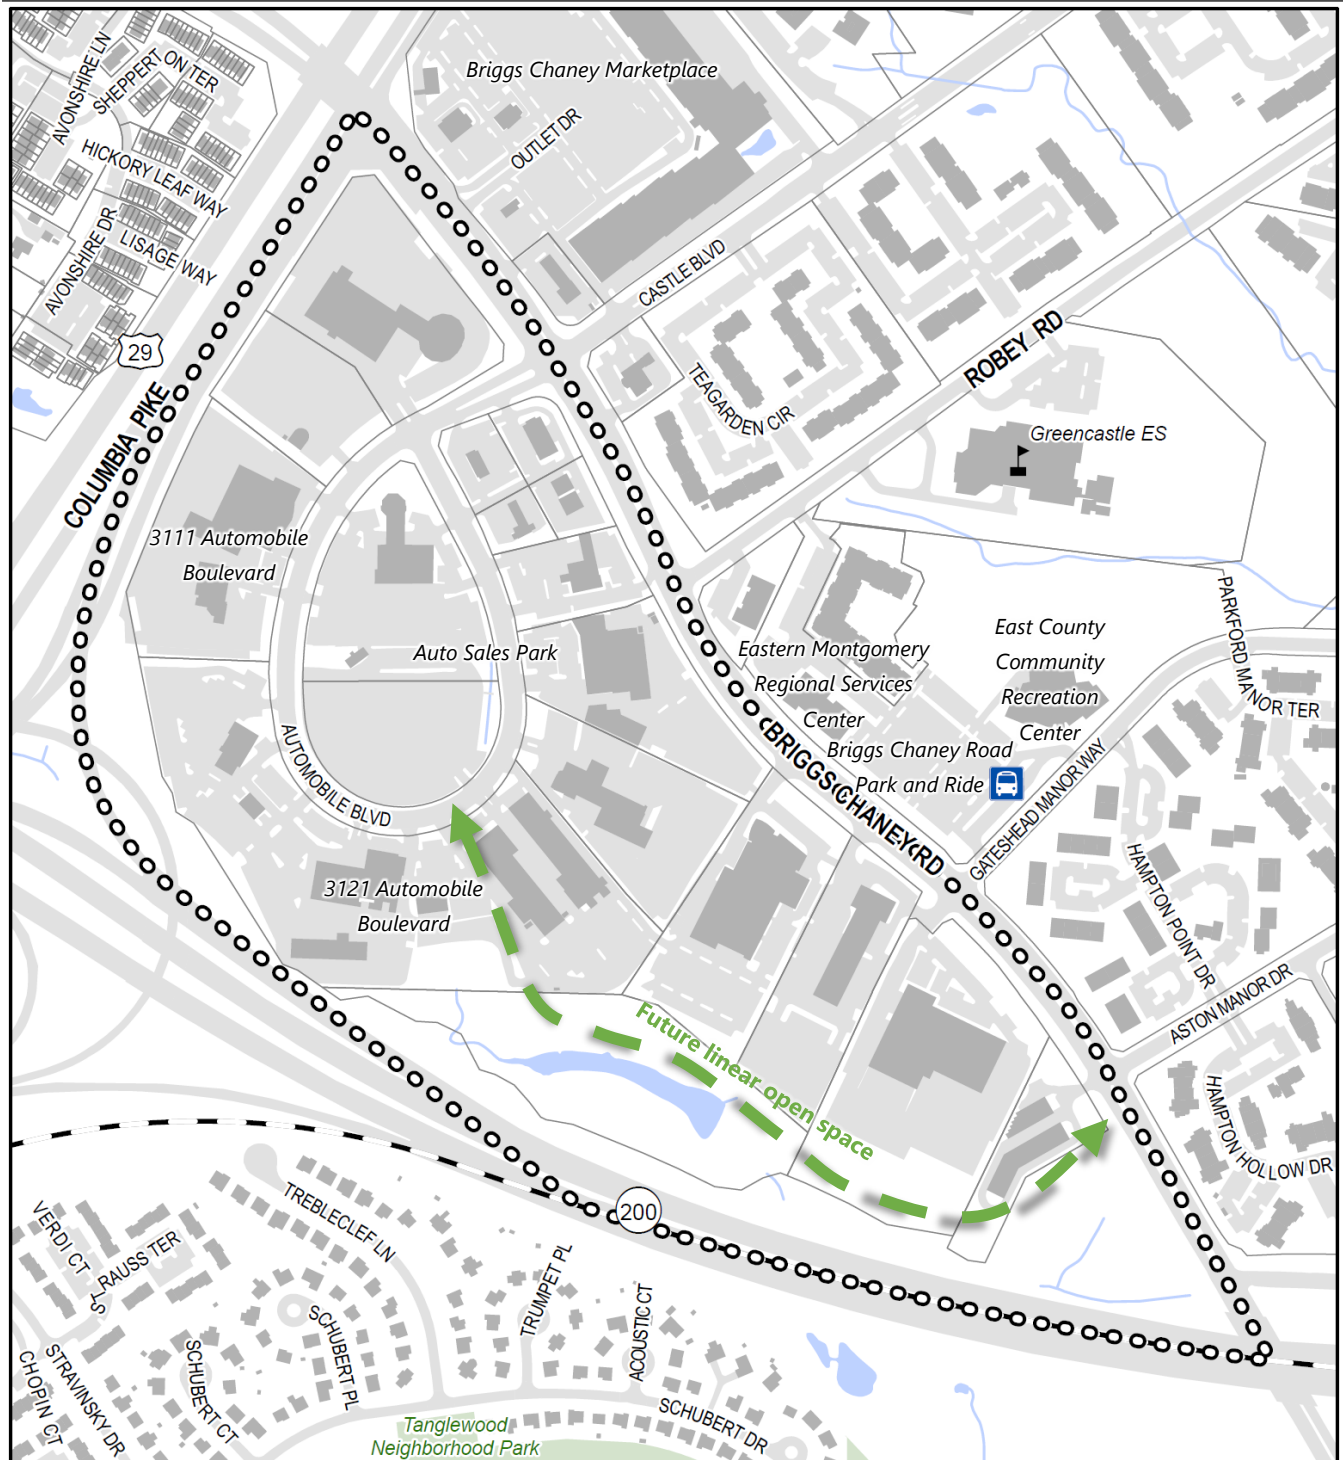 Briggs Chaney Marketplace
AVONSHIRE LN
SHEPPERTON TER
OUTLET DR
HICKORY LEAF WAY
LISAGE WAY
AVONSHIRE DR
CASTLE BLVD
29
COLUMBIA PIKE
ROBEY RD
TEAGARDEN CIR
Greencastle ES
3111 Automobile
Boulevard
Auto Sales Park
PARKFORD MANOR TER
East County
Community
Recreation
Center
Eastern Montgomery
Regional Services
Center
Briggs Chaney Road
Park and Ride
BRIGGS CHANEY RD
GATESHEAD MANOR WAY
AUTOMOBILE BLVD
3121 Automobile
Boulevard
HAMPTON POINT DR
ASTON MANOR DR
Future linear open space
HAMPTON HOLLOW DR
200
TREBLECLEF LN
VERDI CT
STRAUSS TER
TRUMPET PL
ACOUSTIC CT
SCHUBERT PL
SCHUBERT CT
STRAVINSKY DR
CHOPIN CT
SCHUBERT DR
Tanglewood
Neighborhood Park